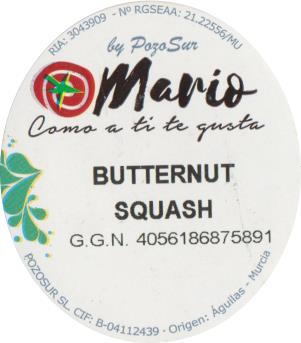 RIA: 3043909 - Nº RGSEAA: 21.22556/MU
by PozoSur
Mario
Como a ti te gusta
BUTTERNUT
SQUASH
G.G.N. 4056186875891
POZOSUR SL. CIF: B-04112439 - Origen: Águilas - Murcia